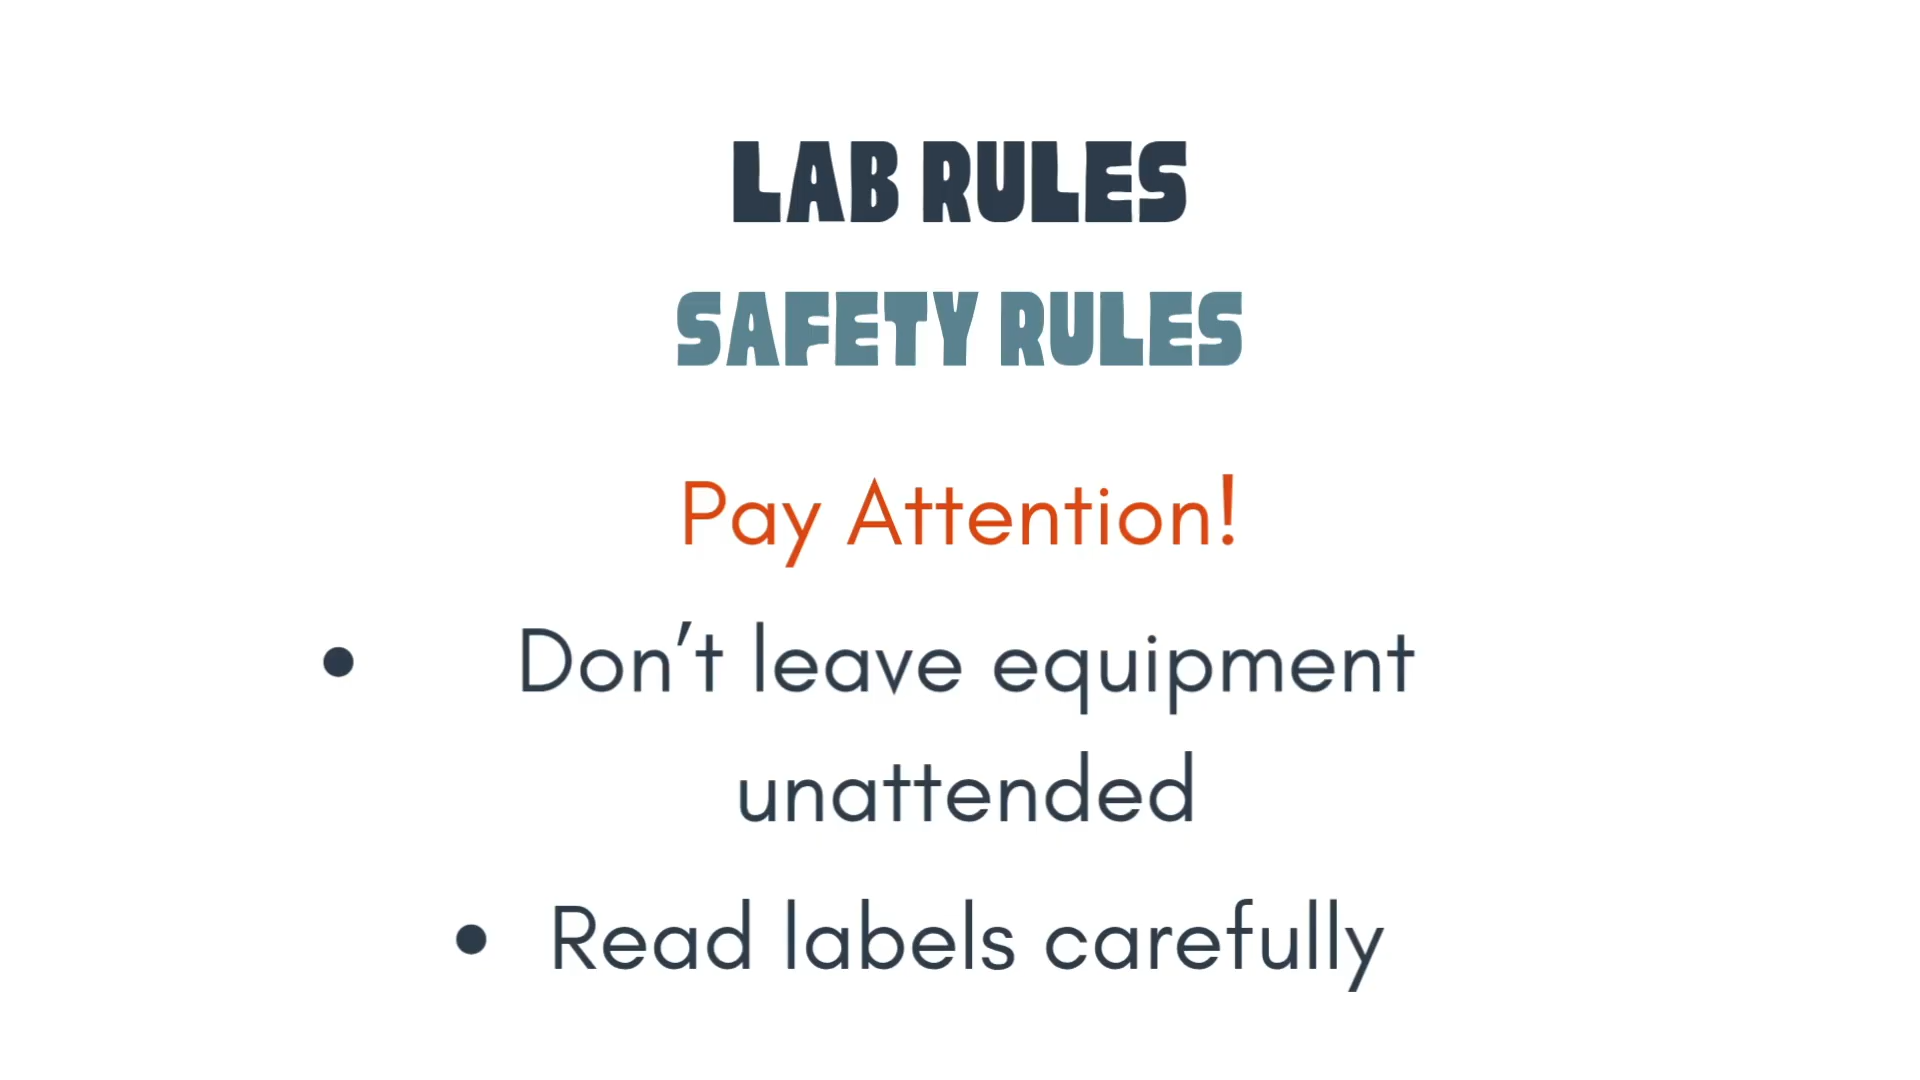 LAB RULES
SAFETY RULES
Pay Attention!
• Don’t leave equipment
unattended
• Read labels carefully